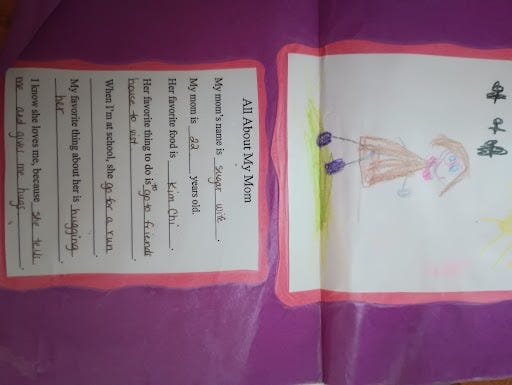 All About My Mom
My mom's name is sugar wife.
My mom is 22 years old.
Her favorite food is Kim Chi.
Her favorite thing to do is to go to friends
house to visit.
When I'm at school, she go for a run
.
My favorite thing about her is hugging
her.
I know she loves me, because she tells
me and give me hugs.